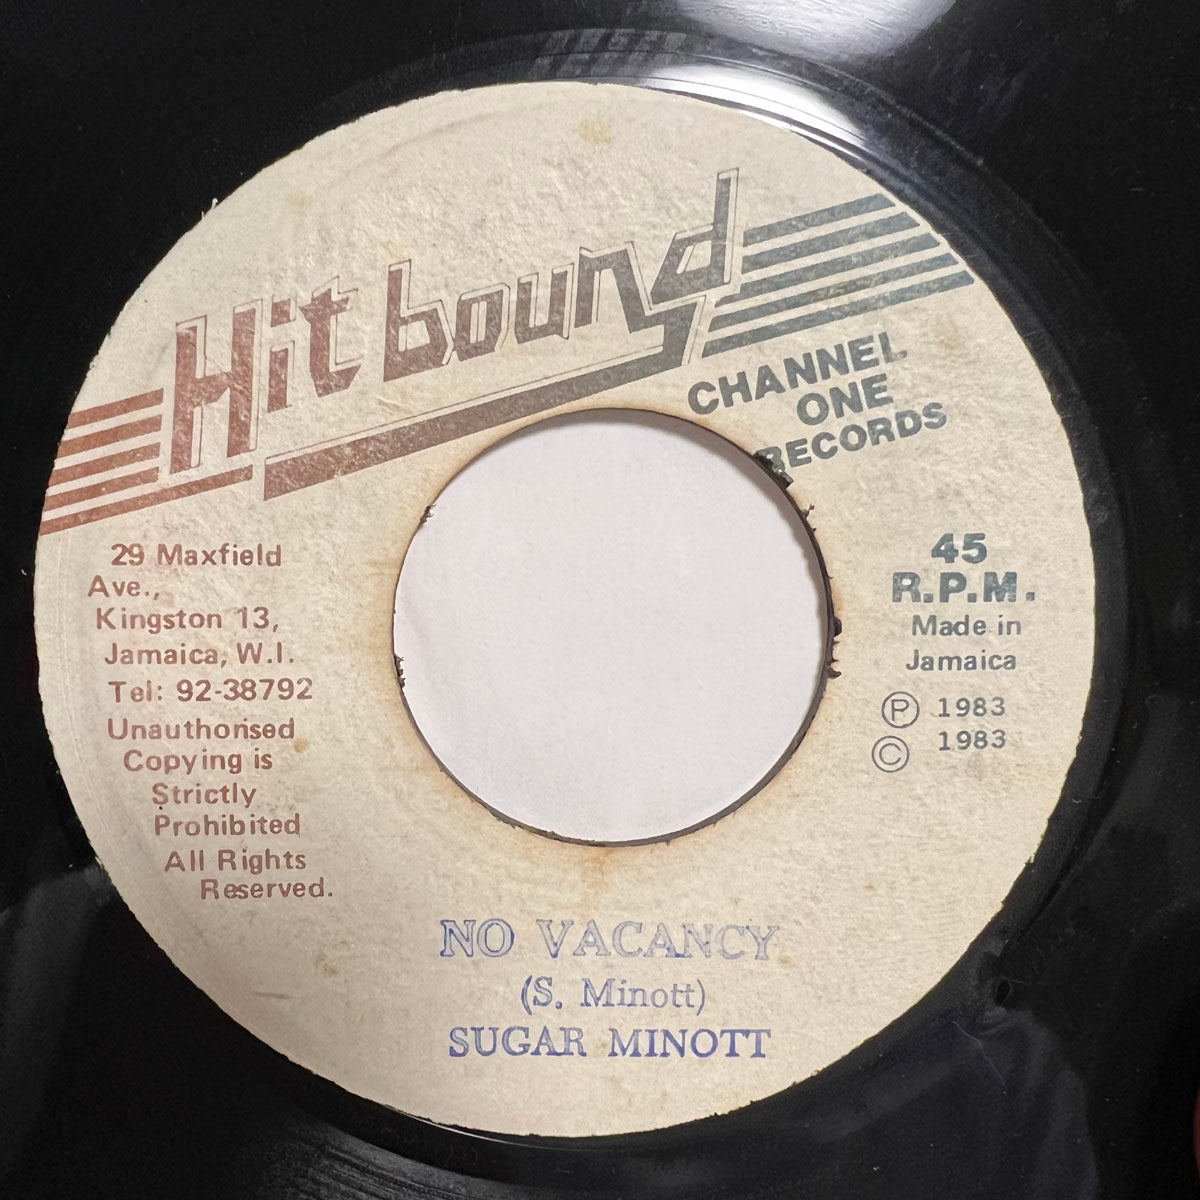 Hit bound
CHANNEL
ONE
RECORDS
29 Maxfield
Ave.,
Kingston 13,
Jamaica, W.I.
Tel: 92-38792
Unauthorised
Copying is
Strictly
Prohibited
All Rights
Reserved.
45
R.P.M.
Made in
Jamaica
Ⓟ 1983
© 1983
NO VACANCY
(S. Minott)
SUGAR MINOTT